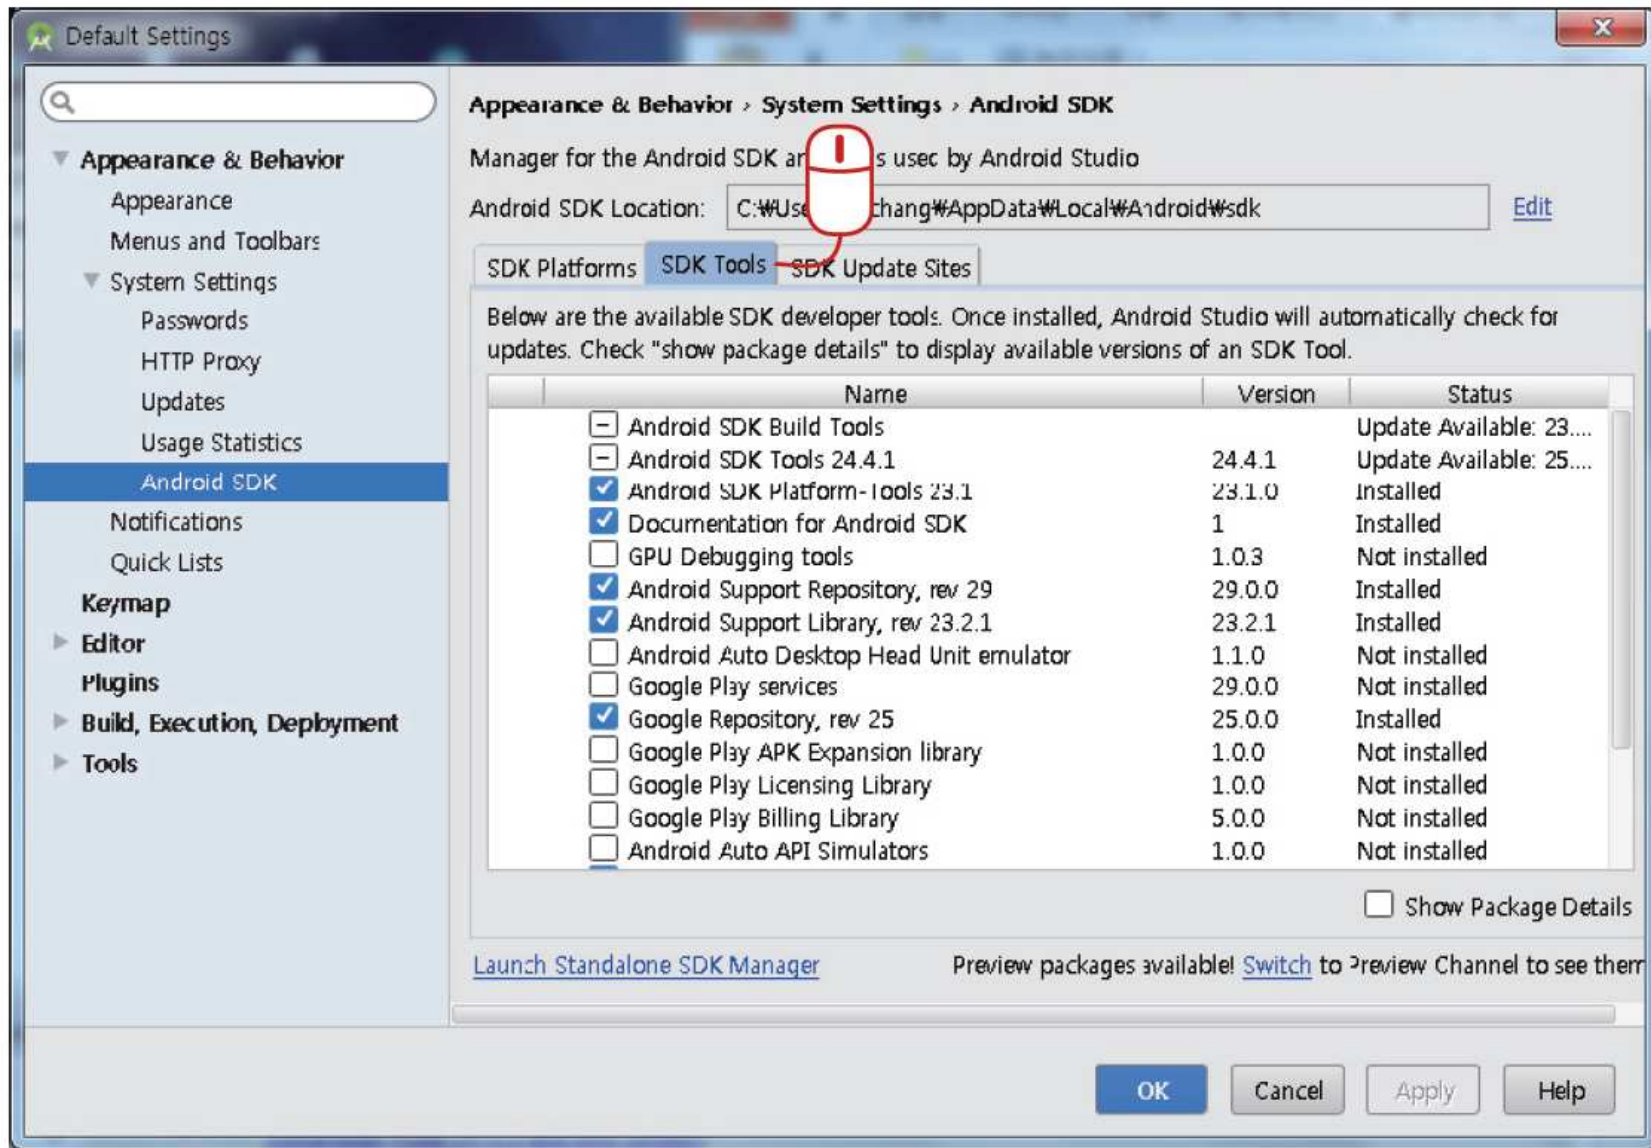 Default Settings
Appearance & Behavior › System Settings › Android SDK
Appearance & Behavior
Appearance
Menus and Toolbars
System Settings
Passwords
HTTP Proxy
Updates
Usage Statistics
Android SDK
Notifications
Quick Lists
Keymap
Editor
Plugins
Build, Execution, Deployment
Tools
Manager for the Android SDK used by Android Studio
Android SDK Location: C:₩Use chang₩AppData₩Local₩Android₩sdk Edit
SDK Platforms SDK Tools SDK Update Sites
Below are the available SDK developer tools. Once installed, Android Studio will automatically check for
updates. Check "show package details" to display available versions of an SDK Tool.
Name Version Status
Android SDK Build Tools Update Available: 23....
Android SDK Tools 24.4.1 24.4.1 Update Available: 25....
Android SDK Platform-Tools 23.1 23.1.0 Installed
Documentation for Android SDK 1 Installed
GPU Debugging tools 1.0.3 Not installed
Android Support Repository, rev 29 29.0.0 Installed
Android Support Library, rev 23.2.1 23.2.1 Installed
Android Auto Desktop Head Unit emulator 1.1.0 Not installed
Google Play services 29.0.0 Not installed
Google Repository, rev 25 25.0.0 Installed
Google Play APK Expansion library 1.0.0 Not installed
Google Play Licensing Library 1.0.0 Not installed
Google Play Billing Library 5.0.0 Not installed
Android Auto API Simulators 1.0.0 Not installed
Show Package Details
Launch Standalone SDK Manager Preview packages available! Switch to Preview Channel to see them
OK Cancel Apply Help